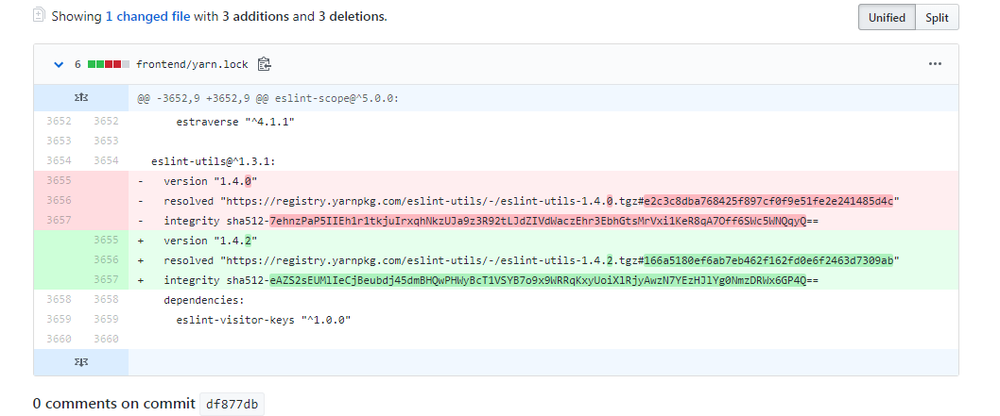 Showing 1 changed file with 3 additions and 3 deletions.
Unified Split
6 frontend/yarn.lock
@@ -3652,9 +3652,9 @@ eslint-scope@^5.0.0:
3652 3652 estraverse "^4.1.1"
3653 3653
3654 3654 eslint-utils@^1.3.1:
3655 - version "1.4.0"
3656 - resolved "https://registry.yarnpkg.com/eslint-utils/-/eslint-utils-1.4.0.tgz#e2c3c8dba768425f897cf0f9e51fe2e241485d4c"
3657 - integrity sha512-7ehnzPaP5IIEh1r1tkjuIrxqhNkzUJa9z3R92tLJdZIVdWaczEhr3EbhGtsMrVxi1KeR8qA7Off6SWc5WNQqyQ==
3655 + version "1.4.2"
3656 + resolved "https://registry.yarnpkg.com/eslint-utils/-/eslint-utils-1.4.2.tgz#166a5180ef6ab7eb462f162fd0e6f2463d7309ab"
3657 + integrity sha512-eAZS2sEUMlIeCjBeubdj45dmBHQwPHWyBcT1VSYB7o9x9WRRqKxyUoiXlRjyAwzN7YEzHJlYg0NmzDRWx6GP4Q==
3658 3658 dependencies:
3659 3659 eslint-visitor-keys "^1.0.0"
3660 3660
0 comments on commit df877db